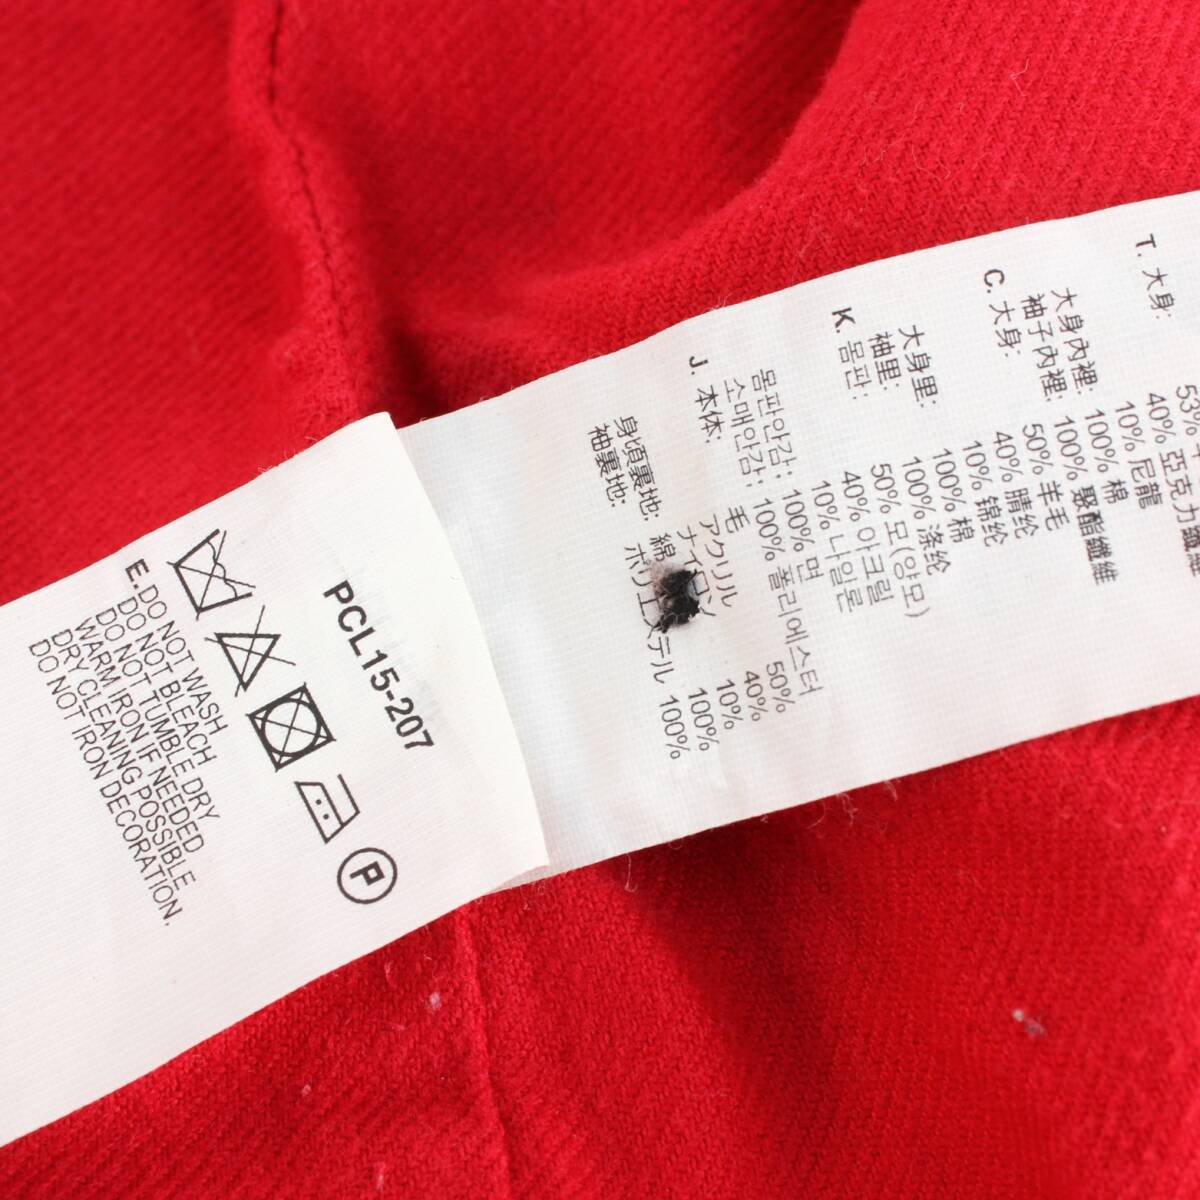 T. 大身:
40% 亞克力纖維
10% 尼龍
大身內裡: 100% 棉
袖子內裡: 100% 聚酯纖維
C. 大身: 50% 羊毛
40% 腈纶
10% 锦纶
大身里: 100% 棉
袖里: 100% 涤纶
K. 몸판: 50% 모(양모)
40% 아크릴
10% 나일론
몸판안감: 100% 면
소매안감: 100% 폴리에스터
J. 本体: 毛 50%
アクリル 40%
ナイロン 10%
身頃裏地: 綿 100%
袖裏地: ポリエステル 100%
PCL15-207
P
E.DO NOT WASH
DO NOT BLEACH
DO NOT TUMBLE DRY
WARM IRON IF NEEDED
DRY CLEANING POSSIBLE
DO NOT IRON DECORATION.